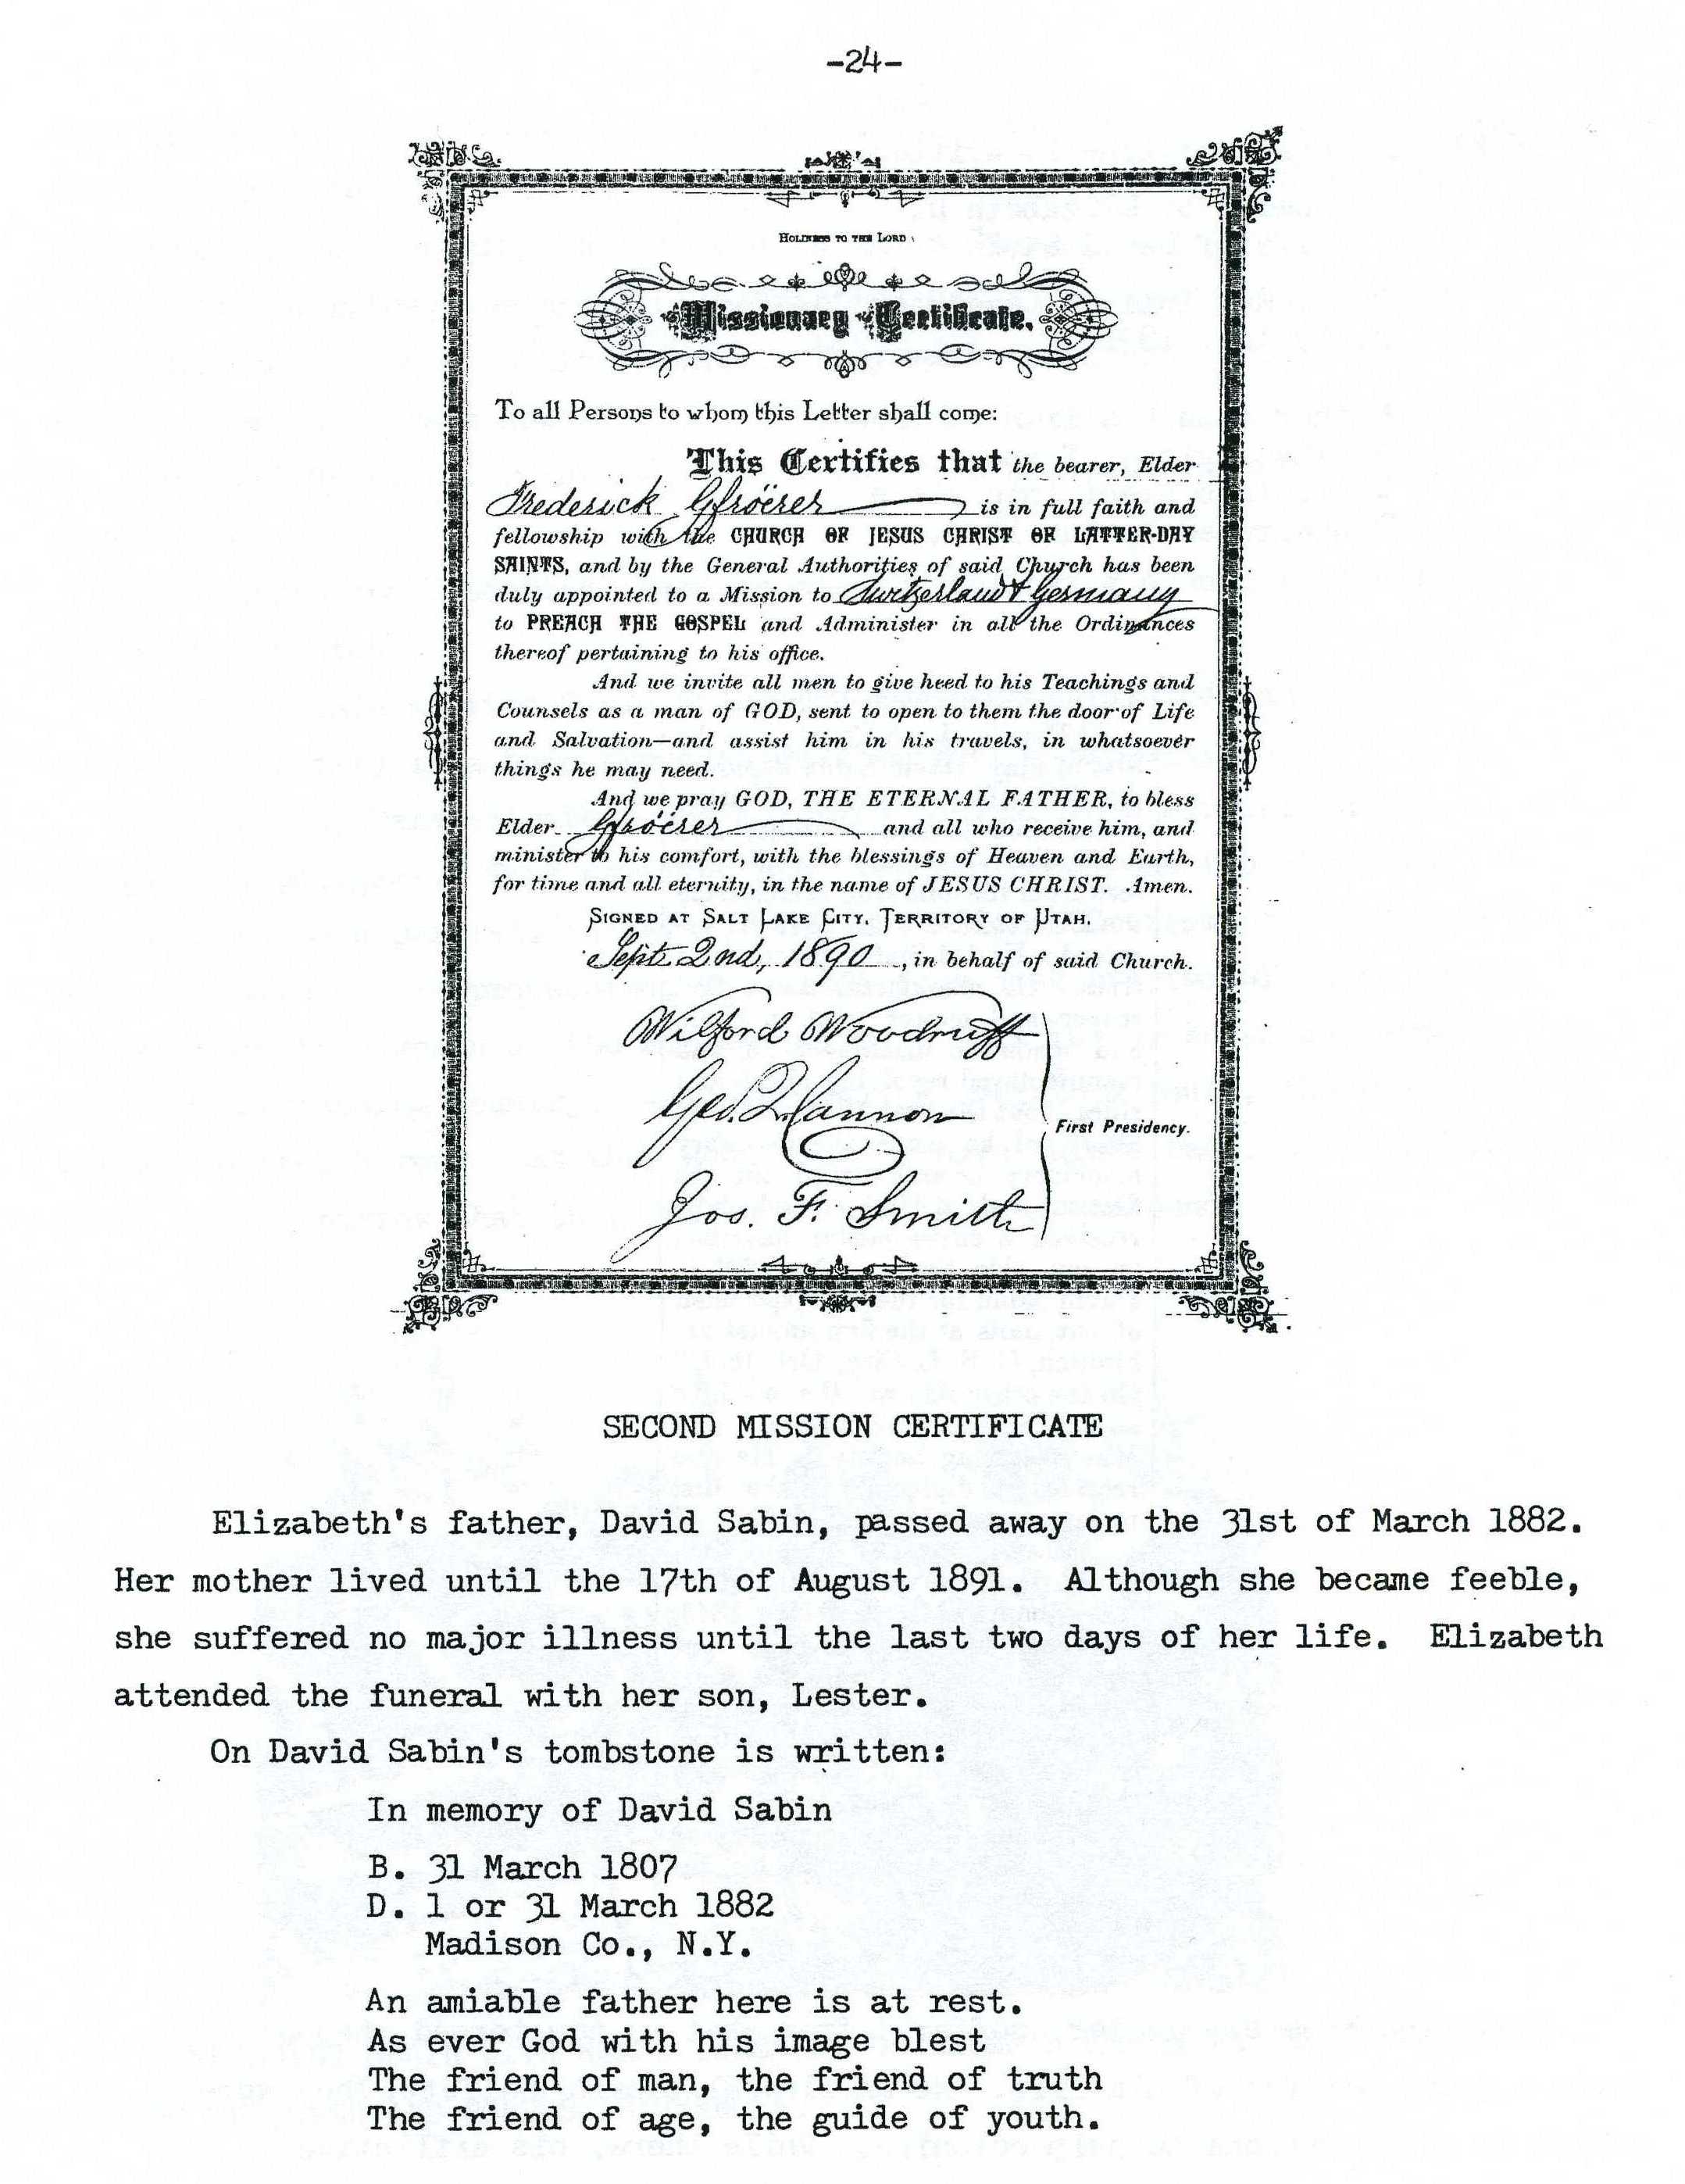 -24-
HOLINESS TO THE LORD
Missionary Certificate.
To all Persons to whom this Letter shall come:
This Certifies that the bearer, Elder
Frederick Gfroërer is in full faith and
fellowship with the CHURCH OF JESUS CHRIST OF LATTER-DAY
SAINTS, and by the General Authorities of said Church has been
duly appointed to a Mission to Switzerland & Germany
to PREACH THE GOSPEL and Administer in all the Ordinances
thereof pertaining to his office.
And we invite all men to give heed to his Teachings and
Counsels as a man of GOD, sent to open to them the door of Life
and Salvation—and assist him in his travels, in whatsoever
things he may need.
And we pray GOD, THE ETERNAL FATHER, to bless
Elder Gfroërer and all who receive him, and
minister to his comfort, with the blessings of Heaven and Earth,
for time and all eternity, in the name of JESUS CHRIST. Amen.
SIGNED AT SALT LAKE CITY, TERRITORY OF UTAH.
Sept. 2nd, 1890, in behalf of said Church.
Wilford Woodruff
Geo. Q. Cannon
First Presidency.
Jos. F. Smith
SECOND MISSION CERTIFICATE
Elizabeth's father, David Sabin, passed away on the 31st of March 1882.
Her mother lived until the 17th of August 1891. Although she became feeble,
she suffered no major illness until the last two days of her life. Elizabeth
attended the funeral with her son, Lester.
On David Sabin's tombstone is written:
In memory of David Sabin
B. 31 March 1807
D. 1 or 31 March 1882
Madison Co., N.Y.
An amiable father here is at rest.
As ever God with his image blest
The friend of man, the friend of truth
The friend of age, the guide of youth.